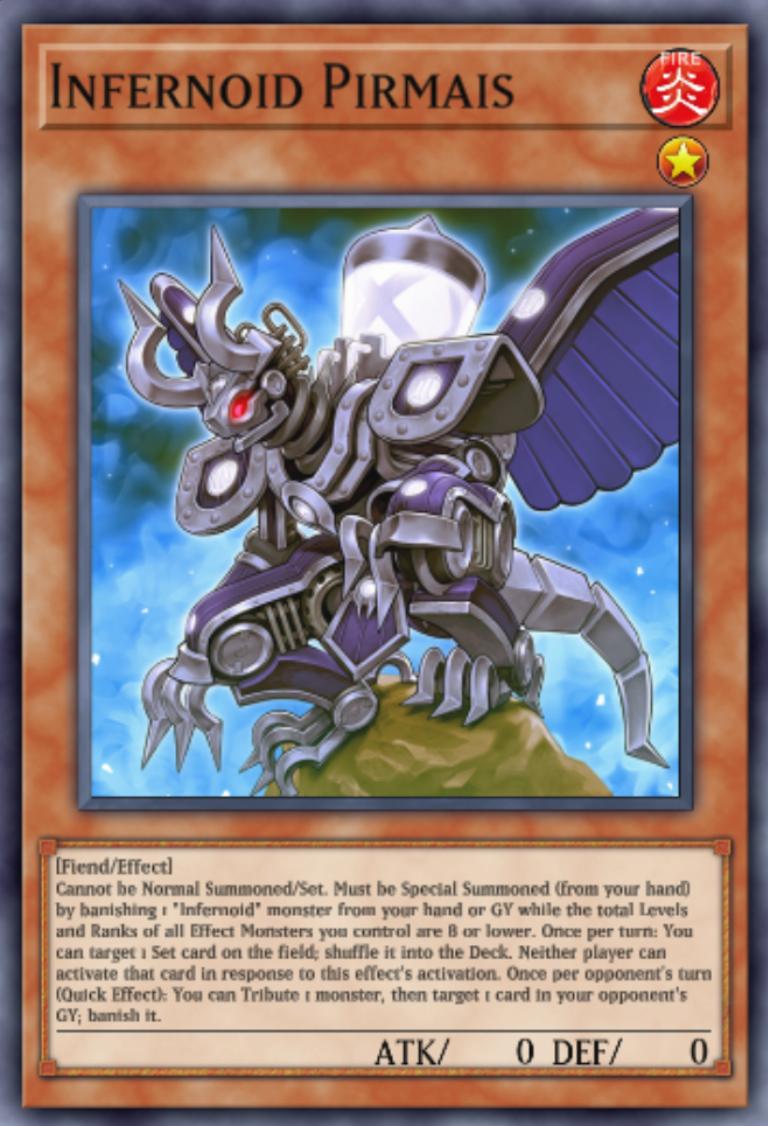 Infernoid Pirmais
FIRE
炎
[Fiend/Effect]
Cannot be Normal Summoned/Set. Must be Special Summoned (from your hand)
by banishing 1 "Infernoid" monster from your hand or GY while the total Levels
and Ranks of all Effect Monsters you control are 8 or lower. Once per turn: You
can target 1 Set card on the field; shuffle it into the Deck. Neither player can
activate that card in response to this effect's activation. Once per opponent's turn
(Quick Effect): You can Tribute 1 monster, then target 1 card in your opponent's
GY; banish it.
ATK/ 0 DEF/ 0